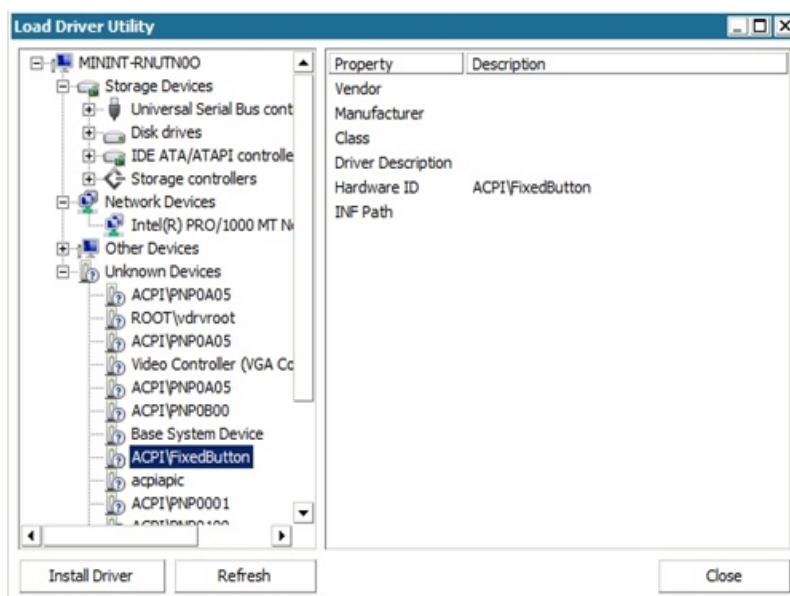 Load Driver Utility
MININT-RNUTN0O
Storage Devices
Universal Serial Bus cont
Disk drives
IDE ATA/ATAPI controlle
Storage controllers
Network Devices
Intel(R) PRO/1000 MT N
Other Devices
Unknown Devices
ACPI\PNP0A05
ROOT\vdrvroot
ACPI\PNP0A05
Video Controller (VGA Co
ACPI\PNP0A05
ACPI\PNP0B00
Base System Device
ACPI\FixedButton
acpiapic
ACPI\PNP0001
Property Description
Vendor
Manufacturer
Class
Driver Description
Hardware ID ACPI\FixedButton
INF Path
Install Driver Refresh Close